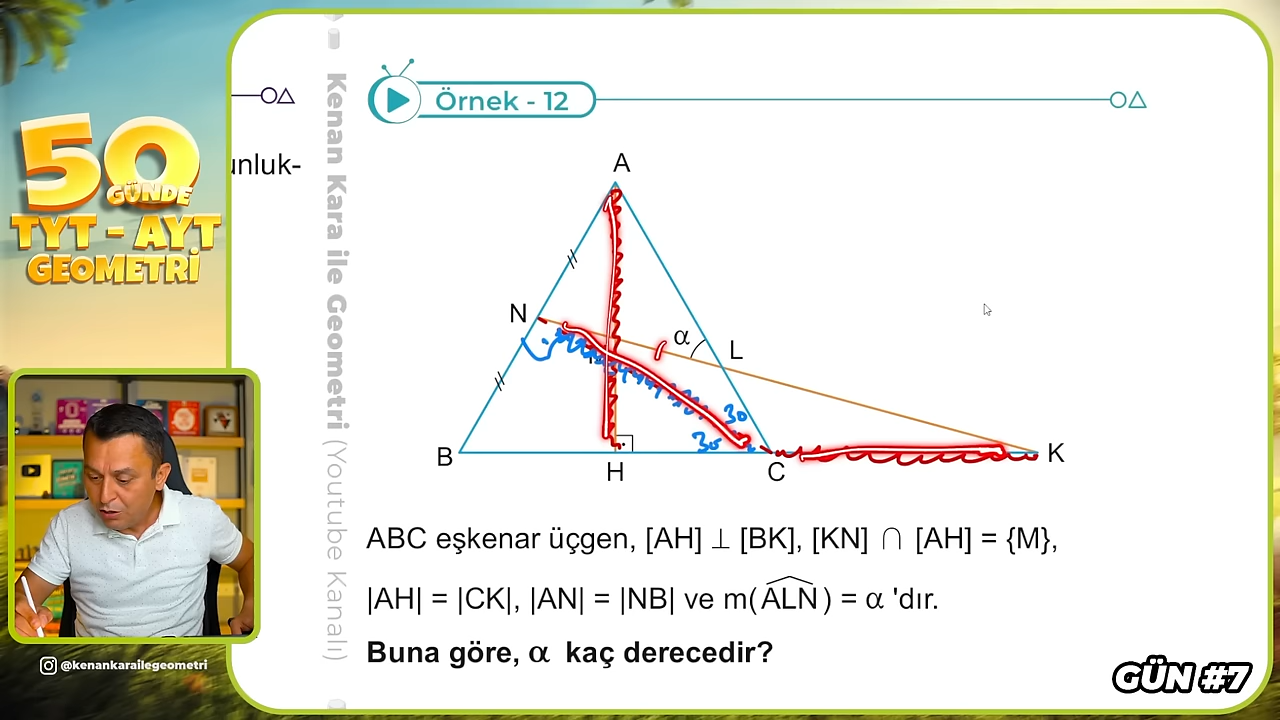 50
GÜNDE
TYT - AYT
GEOMETRİ
unluk-
Kenan Kara ile Geometri (Youtube Kanalı)
Örnek - 12
A
N
α
L
30
30
B
H
C
K
ABC eşkenar üçgen, [AH] ⊥ [BK], [KN] ∩ [AH] = {M},
|AH| = |CK|, |AN| = |NB| ve m(ALN) = α 'dır.
Buna göre, α kaç derecedir?
@kenankarailegeometri
GÜN #7